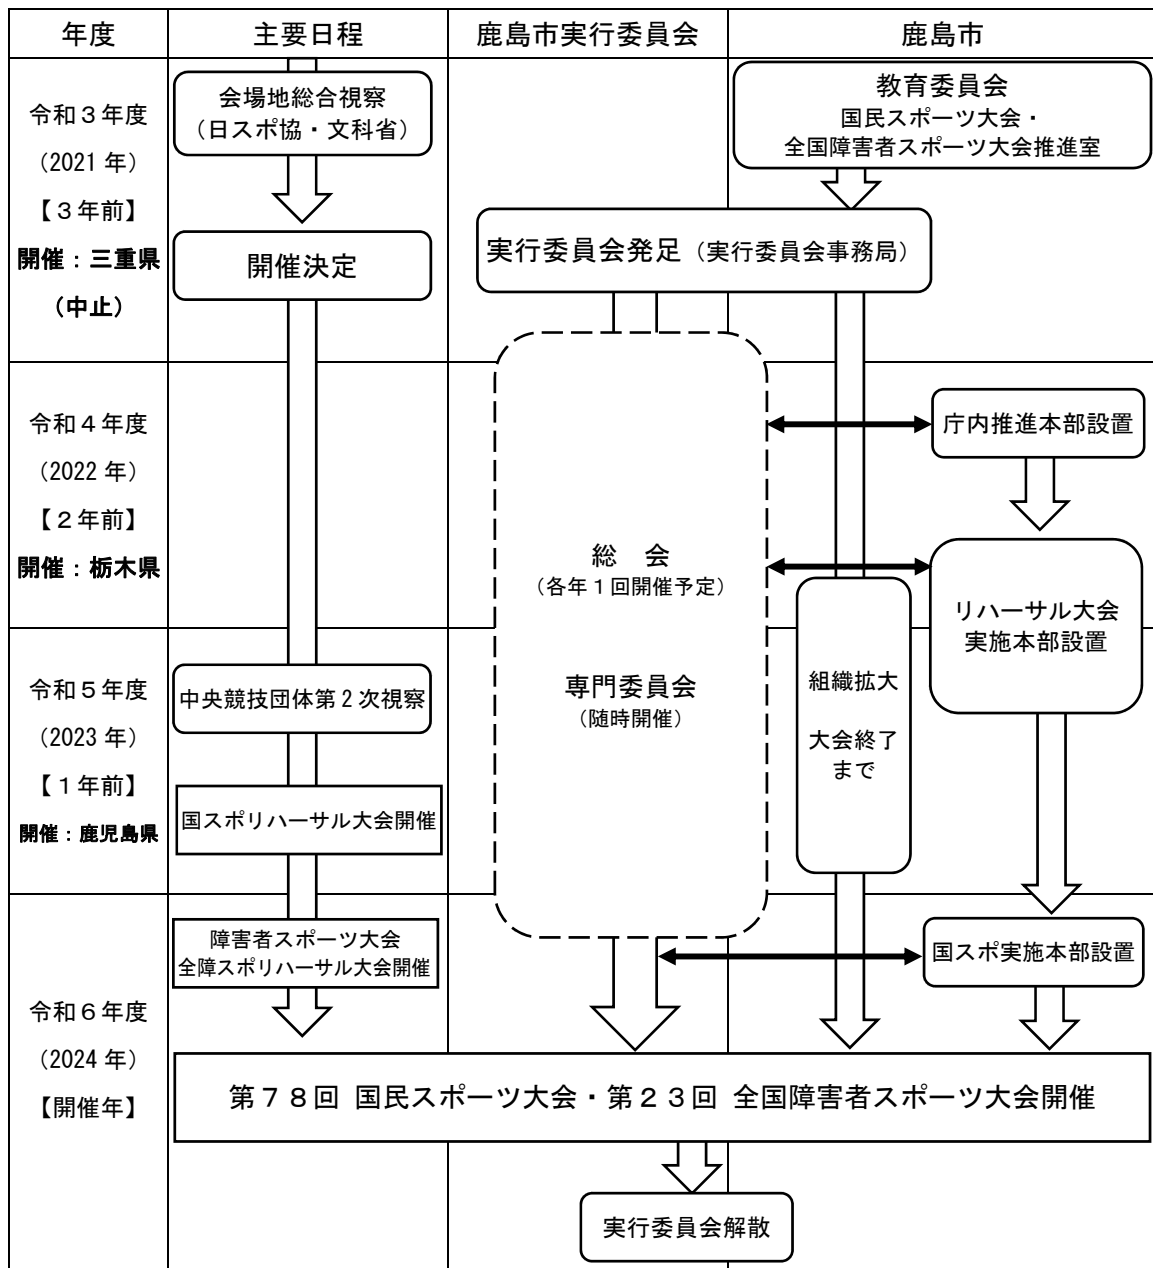 年度
主要日程
鹿島市実行委員会
鹿島市
令和３年度
（2021 年）
【３年前】
開催：三重県
（中止）
会場地総合視察
（日スポ協・文科省）
開催決定
教育委員会
国民スポーツ大会・
全国障害者スポーツ大会推進室
実行委員会発足（実行委員会事務局）
令和４年度
（2022 年）
【２年前】
開催：栃木県
庁内推進本部設置
総　会
（各年１回開催予定）
専門委員会
（随時開催）
リハーサル大会
実施本部設置
令和５年度
（2023 年）
【１年前】
開催：鹿児島県
中央競技団体第２次視察
国スポリハーサル大会開催
組織拡大
大会終了
まで
令和６年度
（2024 年）
【開催年】
障害者スポーツ大会
全障スポリハーサル大会開催
国スポ実施本部設置
第７８回 国民スポーツ大会・第２３回 全国障害者スポーツ大会開催
実行委員会解散